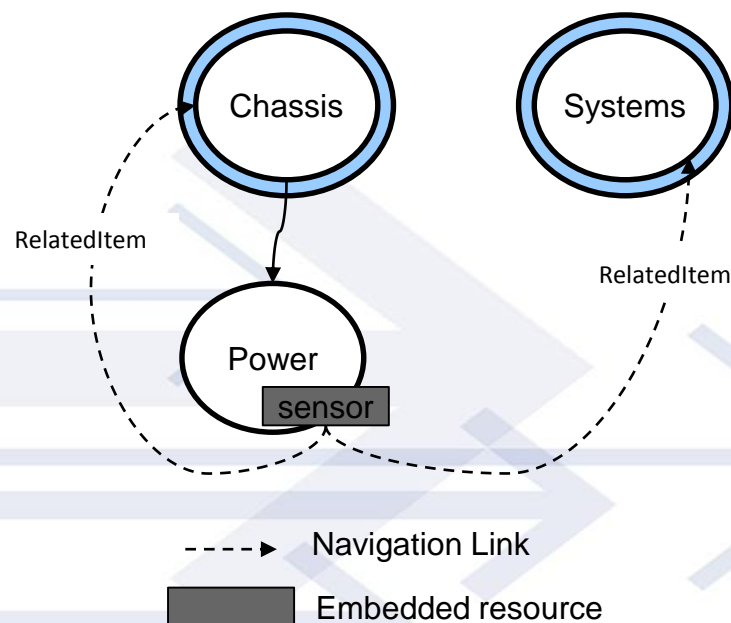 Chassis
Systems
RelatedItem
RelatedItem
Power
sensor
Navigation Link
Embedded resource